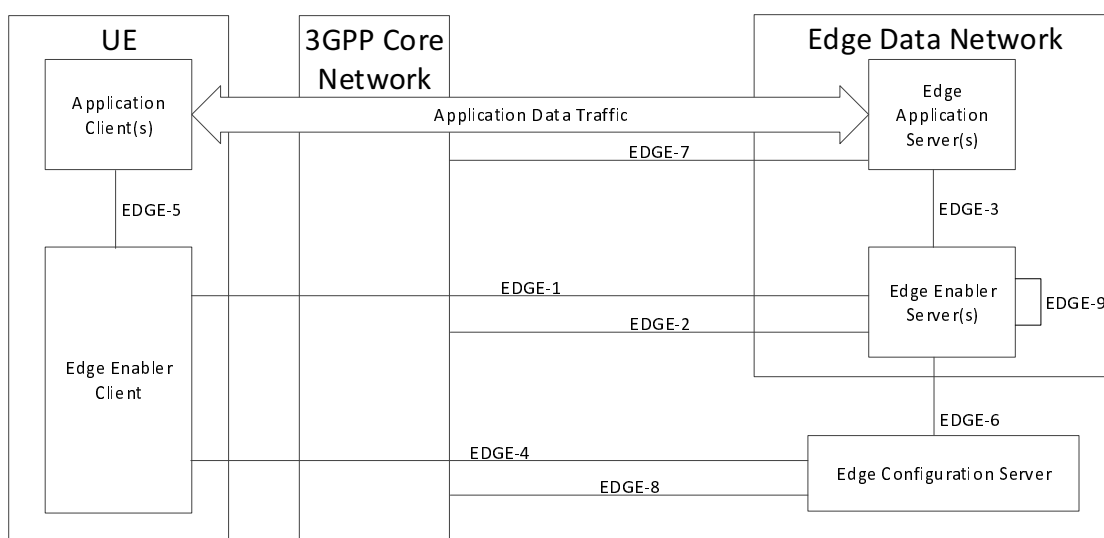 UE
3GPP Core
Network
Edge Data Network
Application
Client(s)
Application Data Traffic
Edge
Application
Server(s)
EDGE-7
EDGE-5
EDGE-3
Edge Enabler
Client
EDGE-1
EDGE-2
Edge Enabler
Server(s)
EDGE-9
EDGE-6
EDGE-4
EDGE-8
Edge Configuration Server